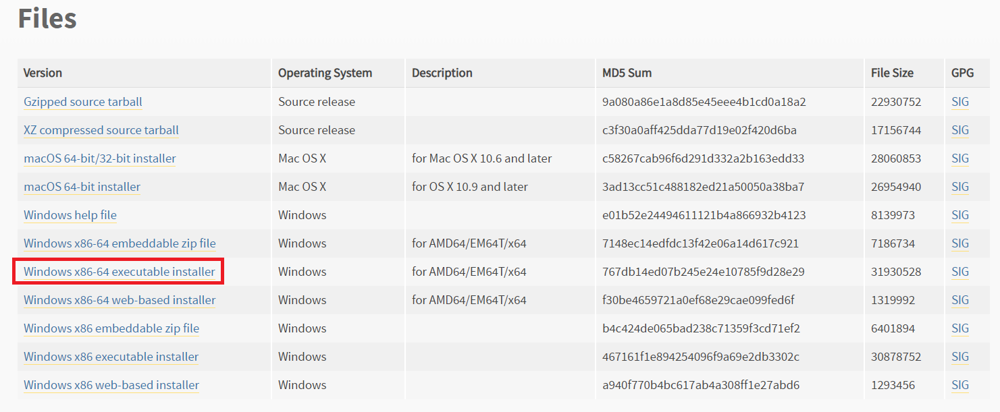 Files
Version Operating System Description MD5 Sum File Size GPG
Gzipped source tarball Source release 9a080a86e1a8d85e45eee4b1cd0a18a2 22930752 SIG
XZ compressed source tarball Source release c3f30a0aff425dda77d19e02f420d6ba 17156744 SIG
macOS 64-bit/32-bit installer Mac OS X for Mac OS X 10.6 and later c58267cab96f6d291d332a2b163edd33 28060853 SIG
macOS 64-bit installer Mac OS X for OS X 10.9 and later 3ad13cc51c488182ed21a50050a38ba7 26954940 SIG
Windows help file Windows e01b52e24494611121b4a866932b4123 8139973 SIG
Windows x86-64 embeddable zip file Windows for AMD64/EM64T/x64 7148ec14edfdc13f42e06a14d617c921 7186734 SIG
Windows x86-64 executable installer Windows for AMD64/EM64T/x64 767db14ed07b245e24e10785f9d28e29 31930528 SIG
Windows x86-64 web-based installer Windows for AMD64/EM64T/x64 f30be4659721a0ef68e29cae099fed6f 1319992 SIG
Windows x86 embeddable zip file Windows b4c424de065bad238c71359f3cd71ef2 6401894 SIG
Windows x86 executable installer Windows 467161f1e894254096f9a69e2db3302c 30878752 SIG
Windows x86 web-based installer Windows a940f770b4bc617ab4a308ff1e27abd6 1293456 SIG